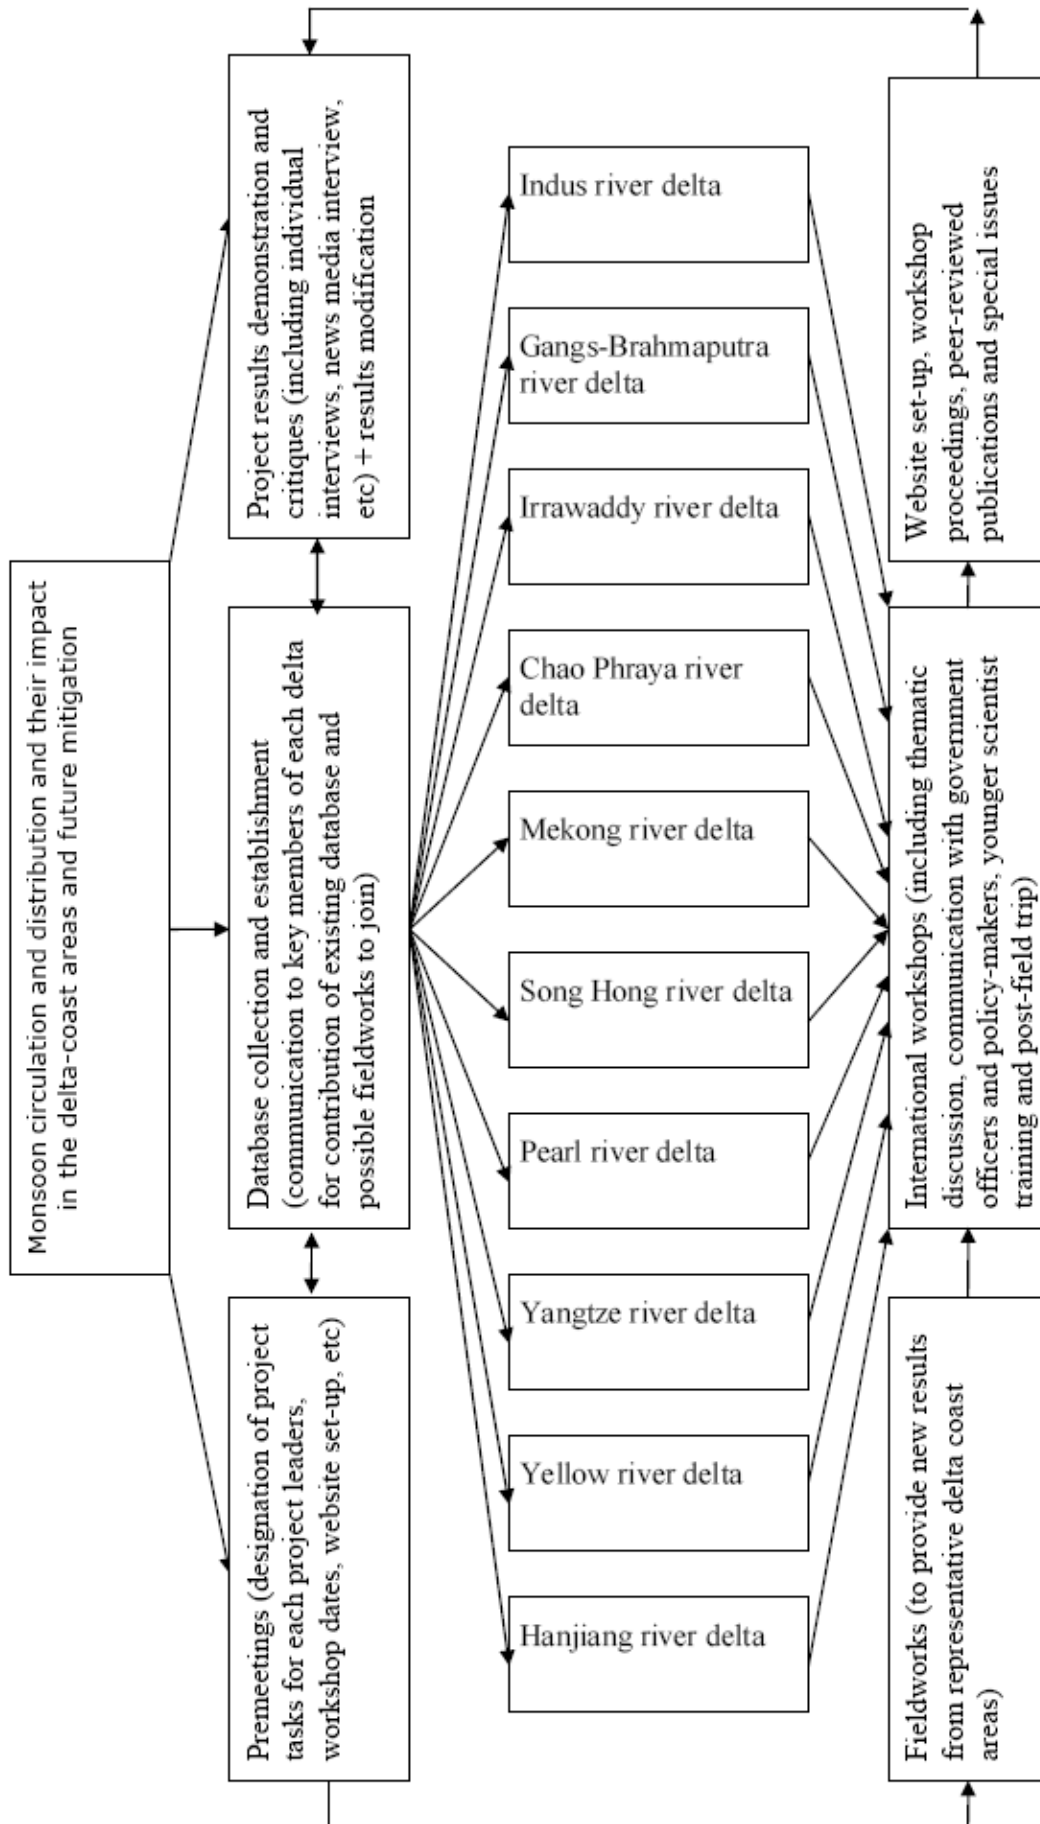 Monsoon circulation and distribution and their impact
in the delta-coast areas and future mitigation
Premeetings (designation of project
tasks for each project leaders,
workshop dates, website set-up, etc)
Database collection and establishment
(communication to key members of each delta
for contribution of existing database and
possible fieldworks to join)
Project results demonstration and
critiques (including individual
interviews, news media interview,
etc) + results modification
Indus river delta
Gangs-Brahmaputra
river delta
Irrawaddy river delta
Chao Phraya river
delta
Mekong river delta
Song Hong river delta
Pearl river delta
Yangtze river delta
Yellow river delta
Hanjiang river delta
Fieldworks (to provide new results
from representative delta coast
areas)
International workshops (including thematic
discussion, communication with government
officers and policy-makers, younger scientist
training and post-field trip)
Website set-up, workshop
proceedings, peer-reviewed
publications and special issues